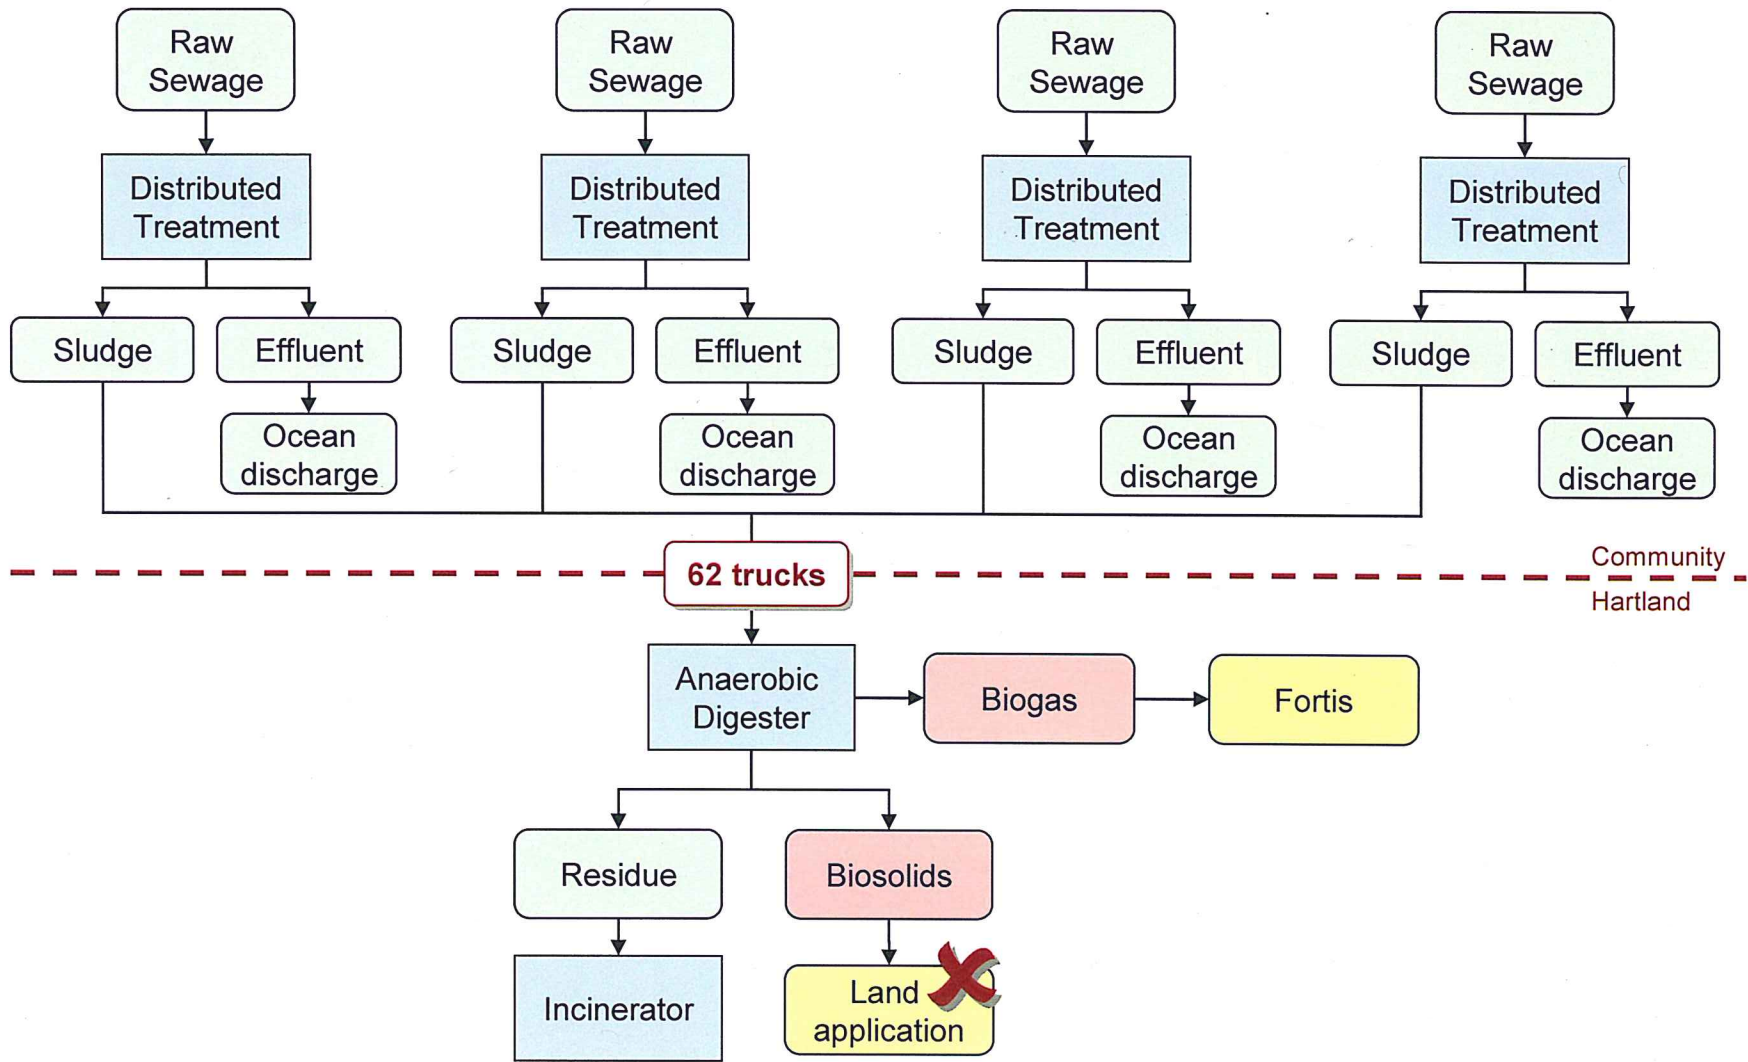 Raw
Sewage
Raw
Sewage
Raw
Sewage
Raw
Sewage
Distributed
Treatment
Distributed
Treatment
Distributed
Treatment
Distributed
Treatment
Sludge
Effluent
Sludge
Effluent
Sludge
Effluent
Sludge
Effluent
Ocean
discharge
Ocean
discharge
Ocean
discharge
Ocean
discharge
Community
62 trucks
Hartland
Anaerobic
Digester
Biogas
Fortis
Residue
Biosolids
Incinerator
Land
application